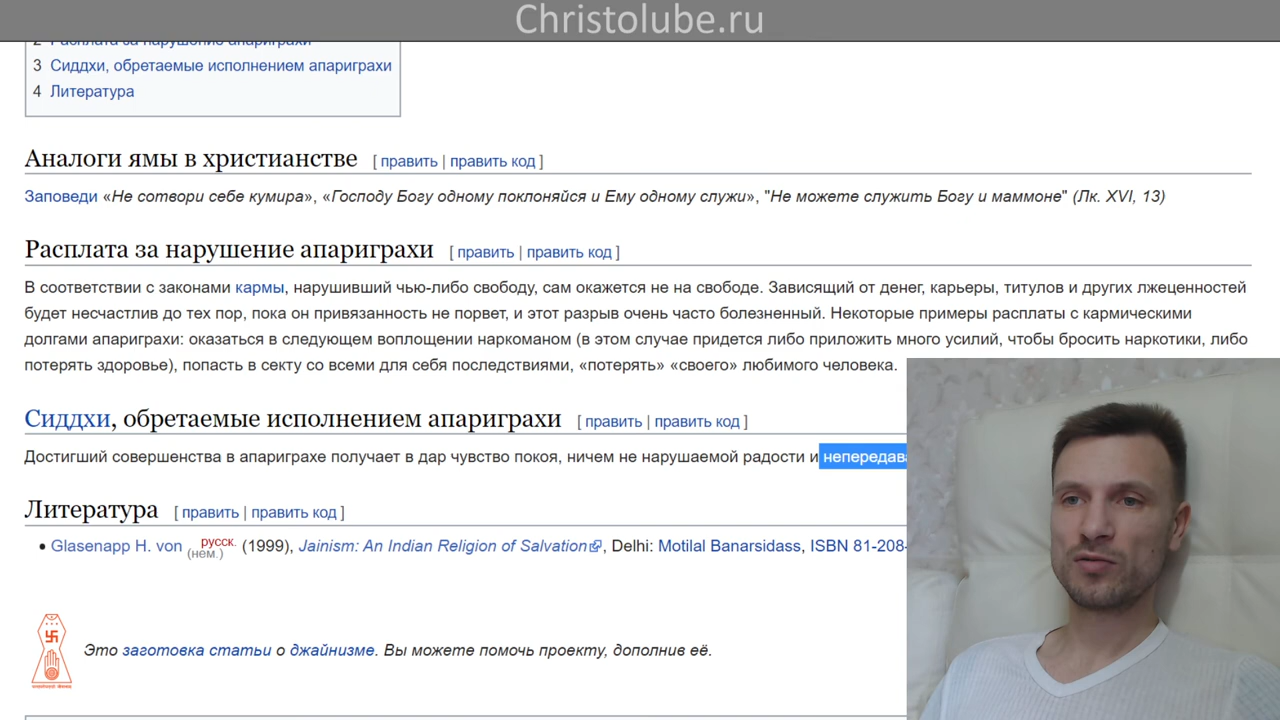 Christolube.ru
2 Расплата за нарушение апариграхи
3 Сиддхи, обретаемые исполнением апариграхи
4 Литература
Аналоги ямы в христианстве [ править | править код ]
Заповеди «Не сотвори себе кумира», «Господу Богу одному поклоняйся и Ему одному служи», "Не можете служить Богу и маммоне" (Лк. XVI, 13)
Расплата за нарушение апариграхи [ править | править код ]
В соответствии с законами кармы, нарушивший чью-либо свободу, сам окажется не на свободе. Зависящий от денег, карьеры, титулов и других лжеценностей
будет несчастлив до тех пор, пока он привязанность не порвет, и этот разрыв очень часто болезненный. Некоторые примеры расплаты с кармическими
долгами апариграхи: оказаться в следующем воплощении наркоманом (в этом случае придется либо приложить много усилий, чтобы бросить наркотики, либо
потерять здоровье), попасть в секту со всеми для себя последствиями, «потерять» «своего» любимого человека.
Сиддхи, обретаемые исполнением апариграхи [ править | править код ]
Достигший совершенства в апариграхе получает в дар чувство покоя, ничем не нарушаемой радости и непередав
Литература [ править | править код ]
• Glasenapp H. von русск. (нем.) (1999), Jainism: An Indian Religion of Salvation, Delhi: Motilal Banarsidass, ISBN 81-208-
Это заготовка статьи о джайнизме. Вы можете помочь проекту, дополнив её.